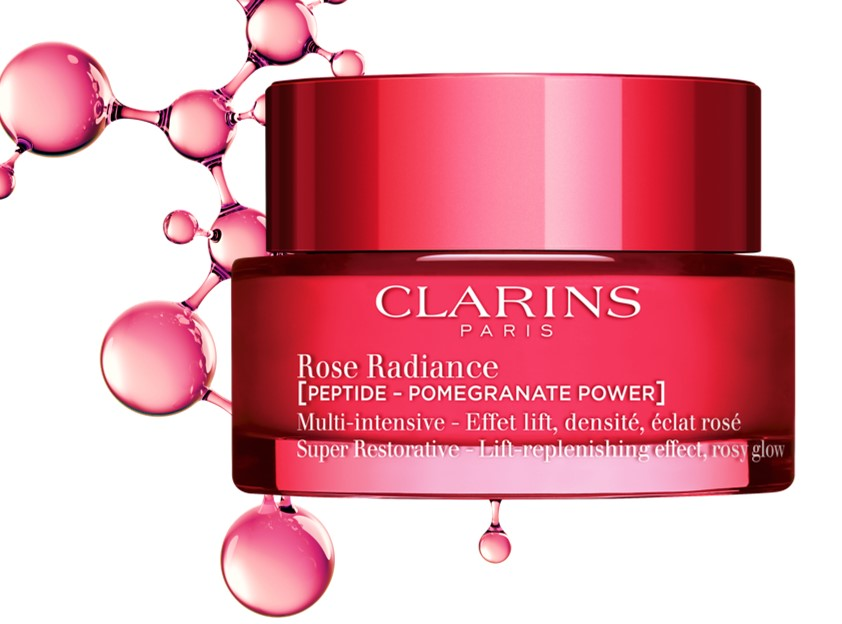 CLARINS
PARIS
Rose Radiance
[PEPTIDE – POMEGRANATE POWER]
Multi-intensive - Effet lift, densité, éclat rosé
Super Restorative - Lift-replenishing effect, rosy glow